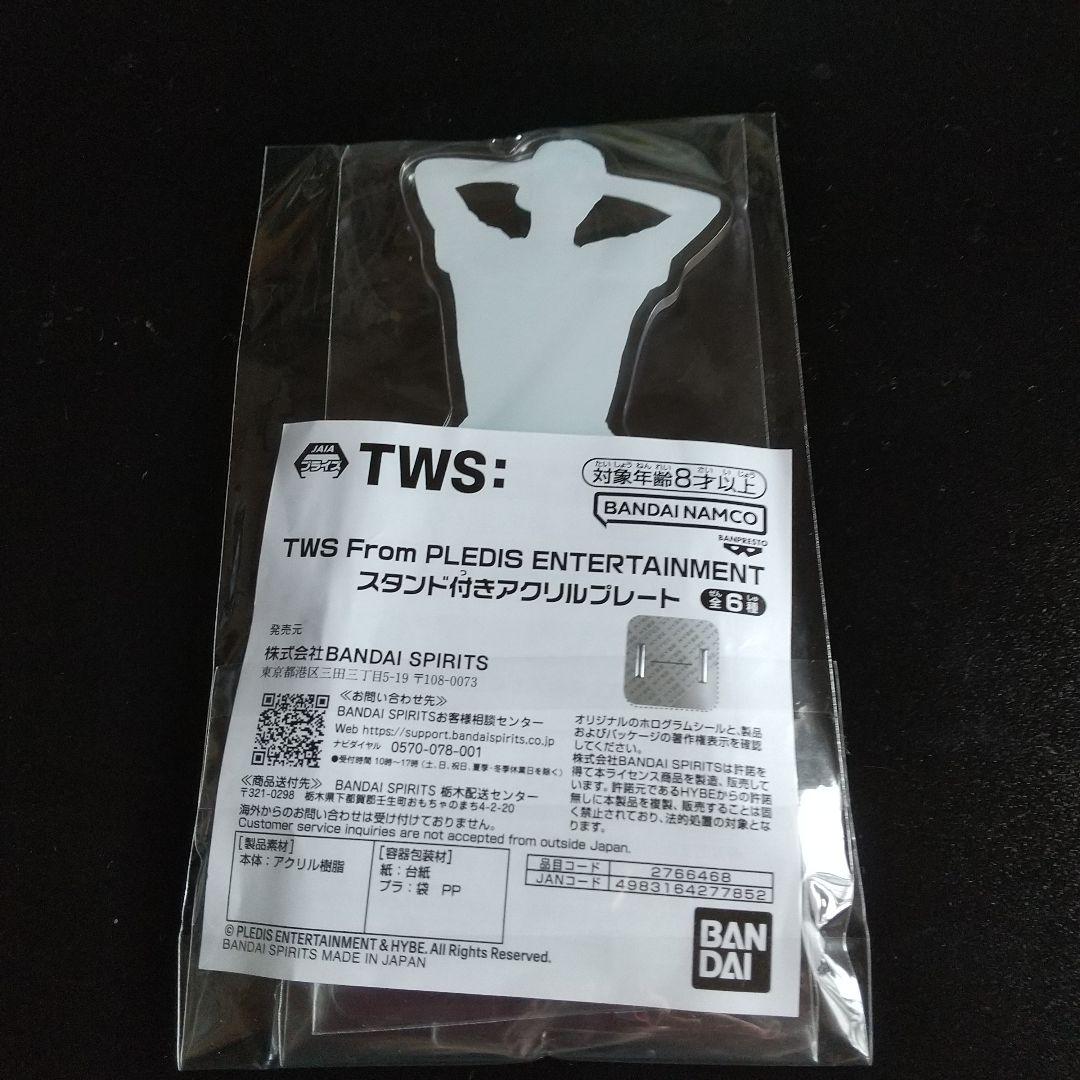 JAIA
プライズ
TWS:
たいしょうねんれい さいいじょう
対象年齢8才以上
BANDAI NAMCO
BANPRESTO
TWS From PLEDIS ENTERTAINMENT
つ
スタンド付きアクリルプレート
ぜん しゅ
全6種
発売元
株式会社BANDAI SPIRITS
東京都港区三田三丁目5-19 〒108-0073
≪お問い合わせ先≫
BANDAI SPIRITSお客様相談センター
Web https://support.bandaispirits.co.jp
ナビダイヤル 0570-078-001
●受付時間 10時〜17時（土、日、祝日、夏季・冬季休業日を除く）
≪商品送付先≫ BANDAI SPIRITS 栃木配送センター
〒321-0298 栃木県下都賀郡壬生町おもちゃのまち4-2-20
海外からのお問い合わせは受け付けておりません。
Customer service inquiries are not accepted from outside Japan.
オリジナルのホログラムシールと、製品
およびパッケージの著作権表示を確認
してください。
株式会社BANDAI SPIRITSは許諾を
得て本ライセンス商品を製造、販売して
います。許諾元であるHYBEからの許諾
無しに本製品を複製、販売することは固
く禁止されており、法的処置の対象とな
ります。
[製品素材]
本体：アクリル樹脂
[容器包装材]
紙：台紙
プラ：袋 PP
品目コード 2766468
JANコード 4983164277852
© PLEDIS ENTERTAINMENT & HYBE. All Rights Reserved.
BANDAI SPIRITS MADE IN JAPAN
BAN
DAI